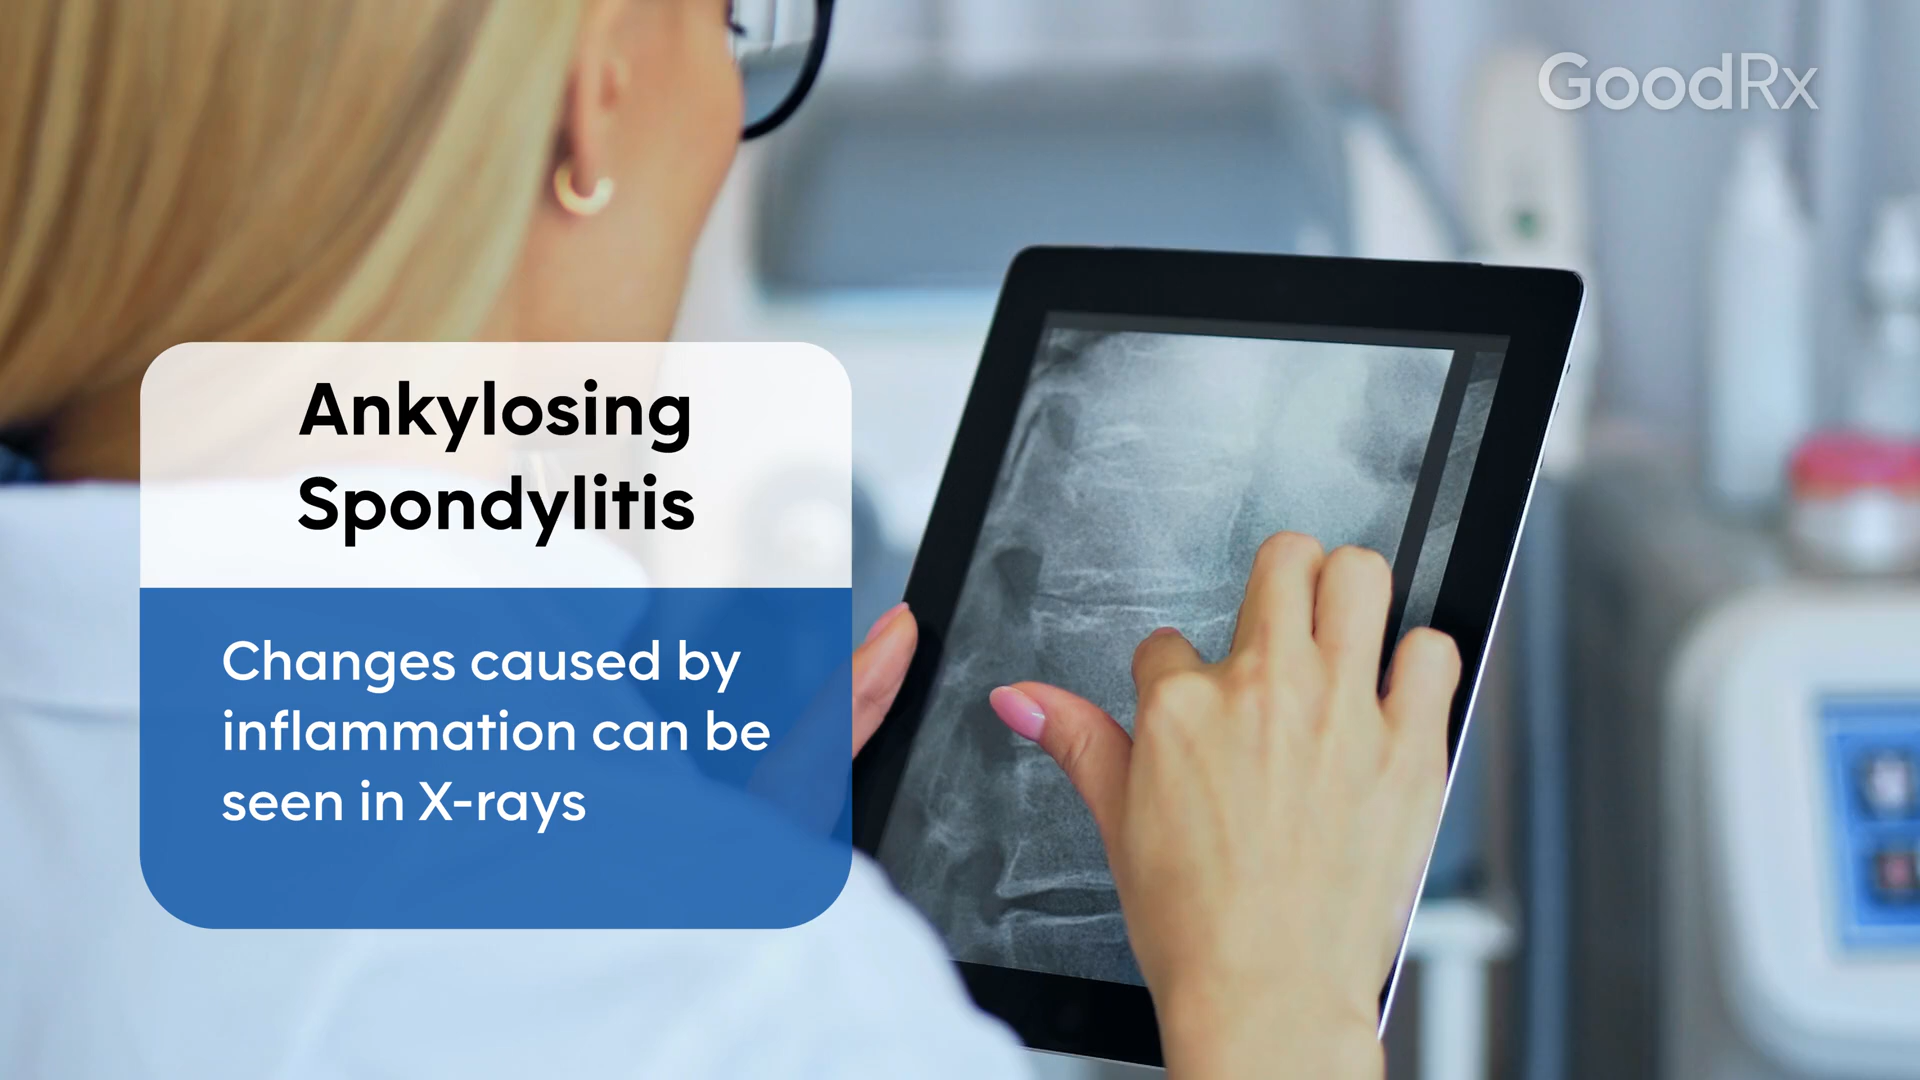 GoodRx
Ankylosing
Spondylitis
Changes caused by
inflammation can be
seen in X-rays